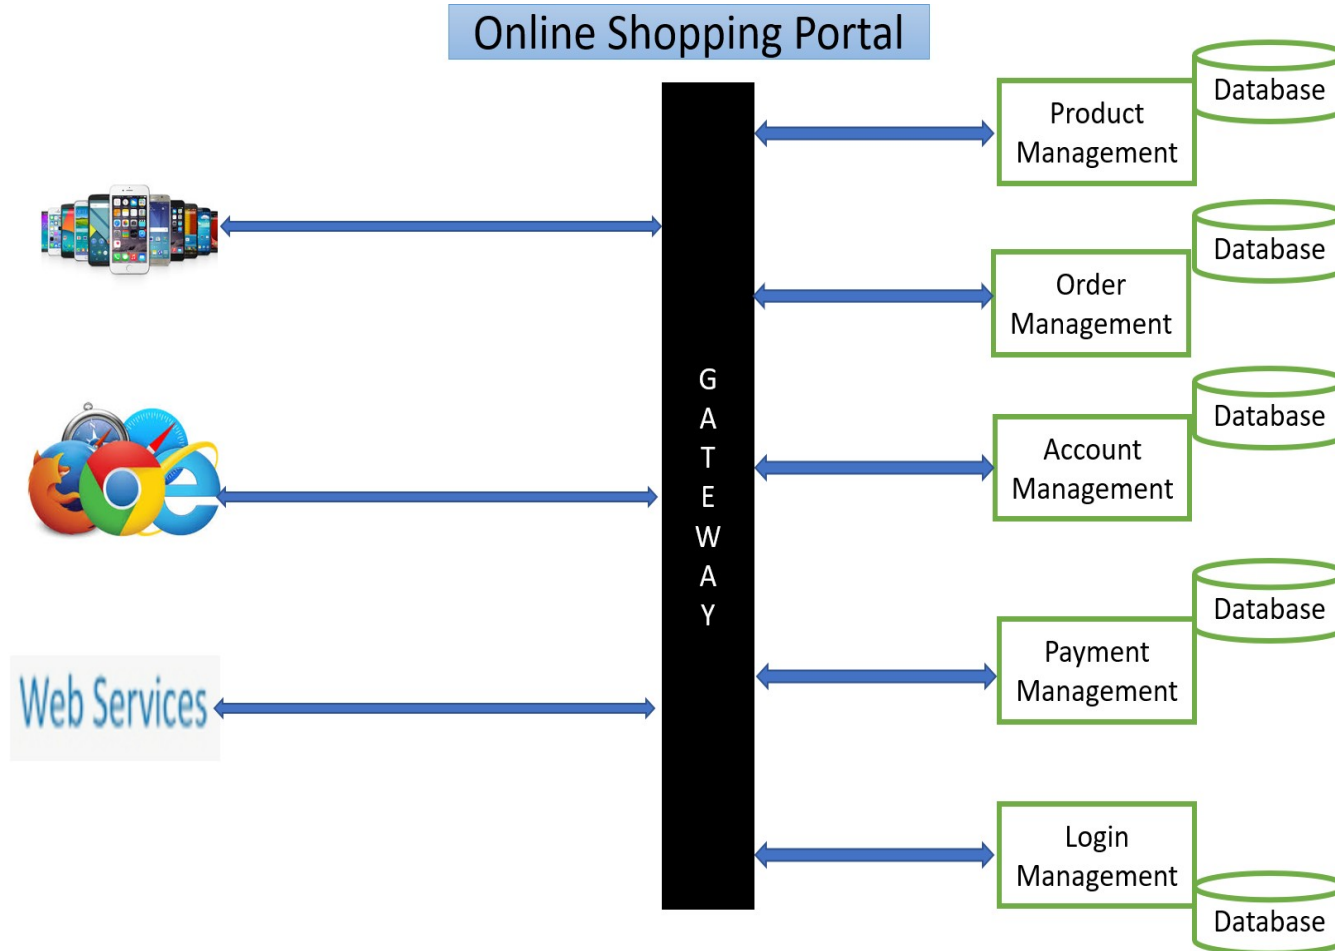 Online Shopping Portal
Database
Product
Management
Database
Order
Management
G
A
T
E
W
A
Y
Database
Account
Management
Database
Payment
Management
Web Services
Login
Management
Database